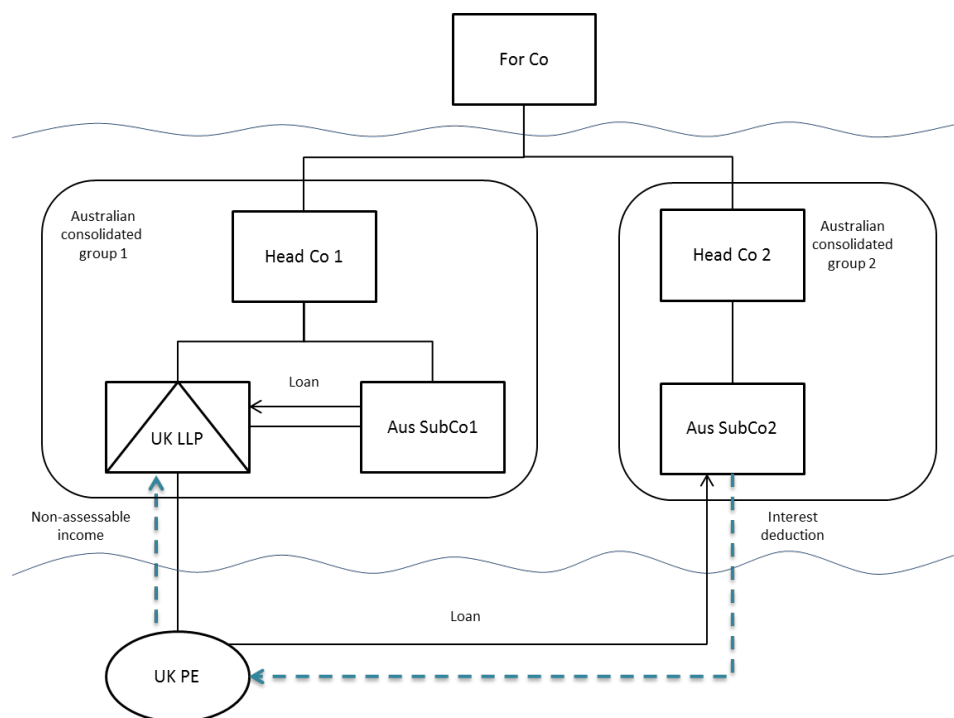 For Co
Australian
consolidated
group 1
Head Co 1
Head Co 2
Australian
consolidated
group 2
Loan
UK LLP
Aus SubCo1
Aus SubCo2
Non-assessable
income
Interest
deduction
Loan
UK PE